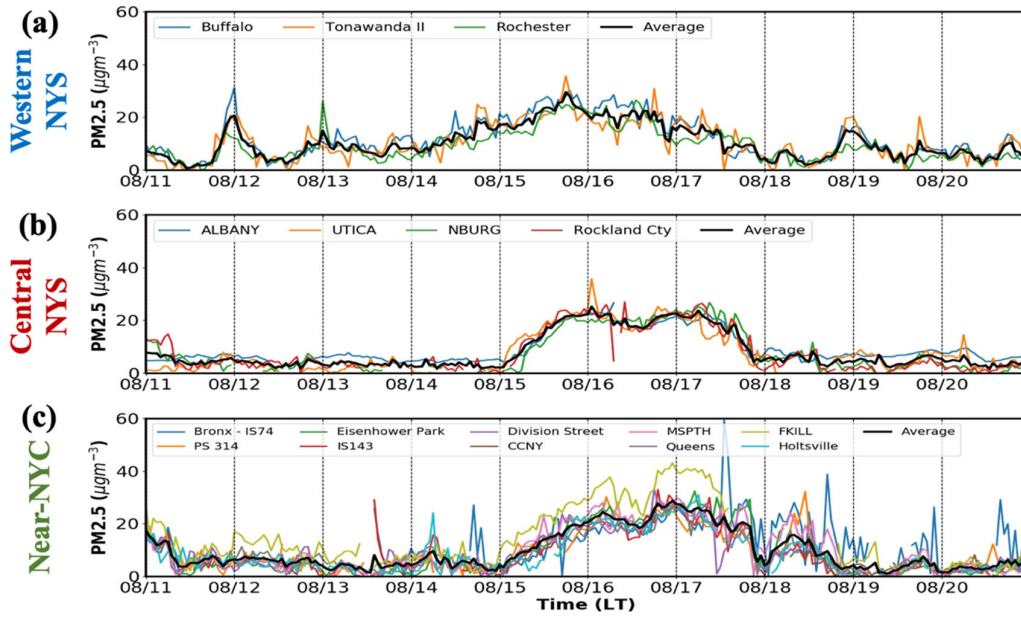 (a)
Western
NYS
PM2.5 (μgm⁻³)
60
40
20
0
Buffalo Tonawanda II Rochester Average
08/11 08/12 08/13 08/14 08/15 08/16 08/17 08/18 08/19 08/20
(b)
Central
NYS
PM2.5 (μgm⁻³)
60
40
20
0
ALBANY UTICA NBURG Rockland Cty Average
08/11 08/12 08/13 08/14 08/15 08/16 08/17 08/18 08/19 08/20
(c)
Near-NYC
PM2.5 (μgm⁻³)
60
40
20
0
Bronx - IS74 Eisenhower Park Division Street MSPTH FKILL Average
PS 314 IS143 CCNY Queens Holtsville
08/11 08/12 08/13 08/14 08/15 08/16 08/17 08/18 08/19 08/20
Time (LT)